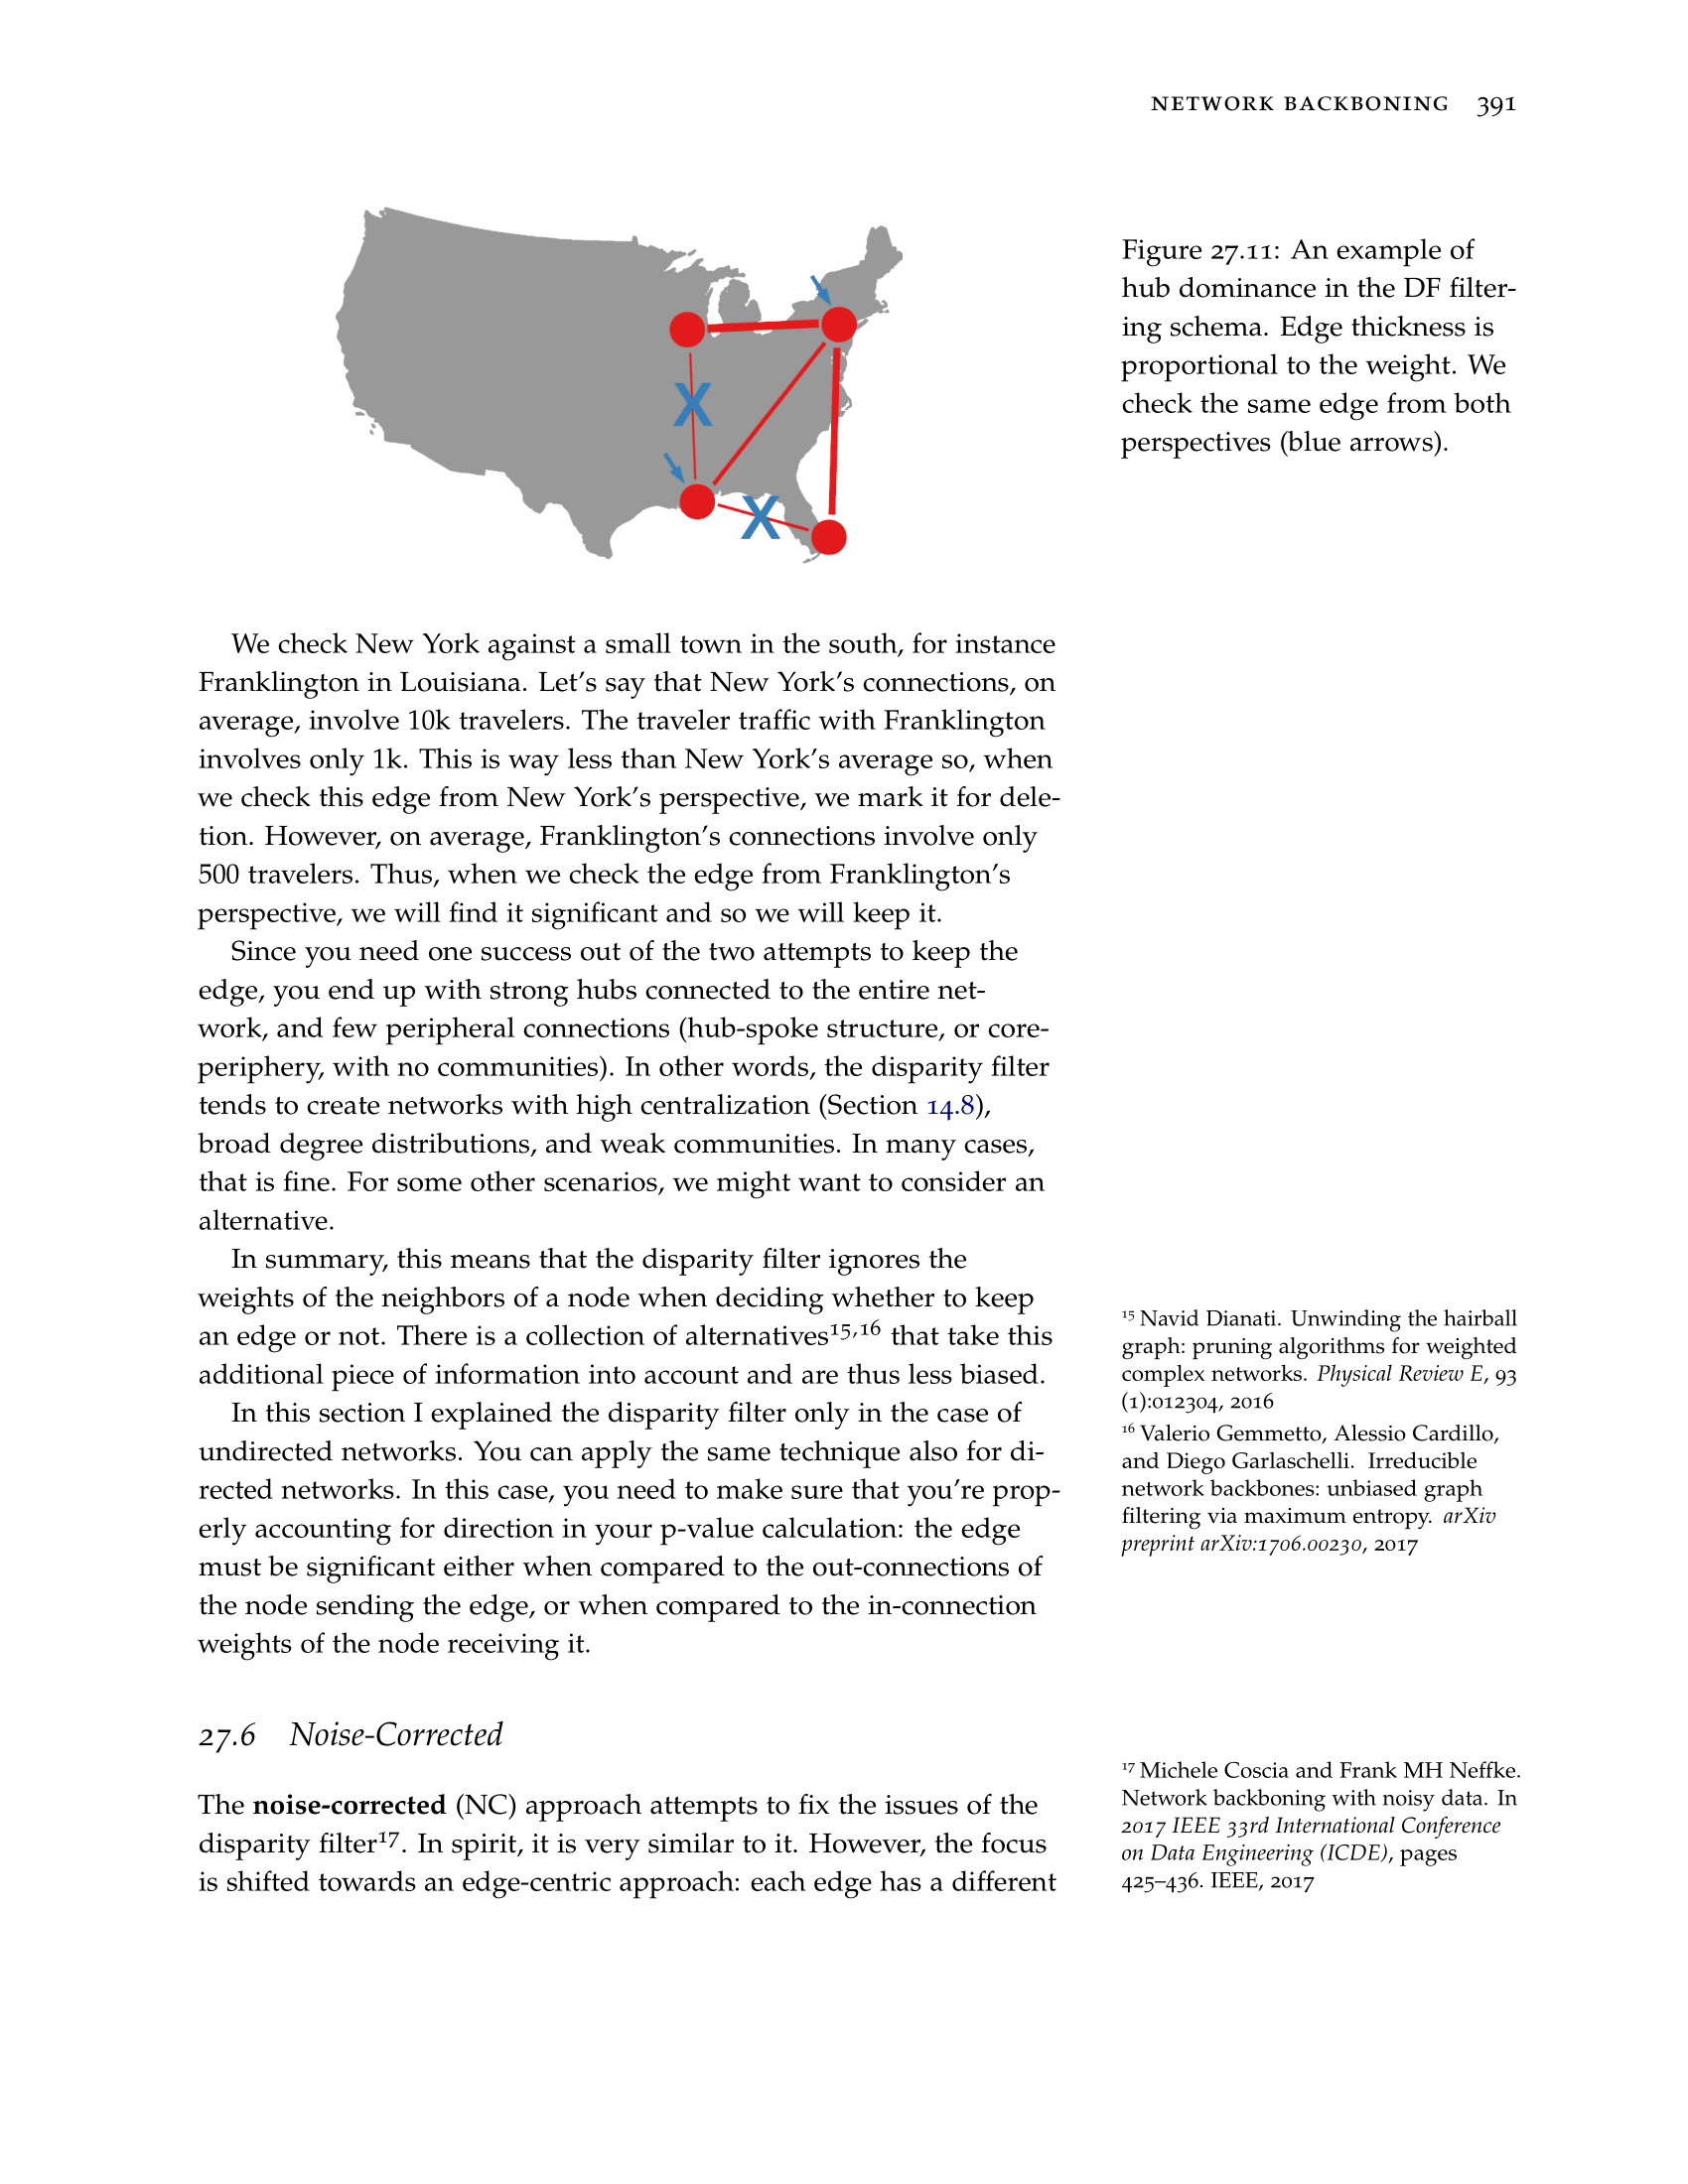 NETWORK BACKBONING 391
X
X
Figure 27.11: An example of
hub dominance in the DF filter-
ing schema. Edge thickness is
proportional to the weight. We
check the same edge from both
perspectives (blue arrows).
We check New York against a small town in the south, for instance
Franklington in Louisiana. Let's say that New York's connections, on
average, involve 10k travelers. The traveler traffic with Franklington
involves only 1k. This is way less than New York's average so, when
we check this edge from New York's perspective, we mark it for dele-
tion. However, on average, Franklington's connections involve only
500 travelers. Thus, when we check the edge from Franklington's
perspective, we will find it significant and so we will keep it.
Since you need one success out of the two attempts to keep the
edge, you end up with strong hubs connected to the entire net-
work, and few peripheral connections (hub-spoke structure, or core-
periphery, with no communities). In other words, the disparity filter
tends to create networks with high centralization (Section 14.8),
broad degree distributions, and weak communities. In many cases,
that is fine. For some other scenarios, we might want to consider an
alternative.
In summary, this means that the disparity filter ignores the
weights of the neighbors of a node when deciding whether to keep
an edge or not. There is a collection of alternatives15,16 that take this
additional piece of information into account and are thus less biased.
In this section I explained the disparity filter only in the case of
undirected networks. You can apply the same technique also for di-
rected networks. In this case, you need to make sure that you're prop-
erly accounting for direction in your p-value calculation: the edge
must be significant either when compared to the out-connections of
the node sending the edge, or when compared to the in-connection
weights of the node receiving it.
15 Navid Dianati. Unwinding the hairball
graph: pruning algorithms for weighted
complex networks. Physical Review E, 93
(1):012304, 2016
16 Valerio Gemmetto, Alessio Cardillo,
and Diego Garlaschelli. Irreducible
network backbones: unbiased graph
filtering via maximum entropy. arXiv
preprint arXiv:1706.00230, 2017
27.6 Noise-Corrected
The noise-corrected (NC) approach attempts to fix the issues of the
disparity filter17. In spirit, it is very similar to it. However, the focus
is shifted towards an edge-centric approach: each edge has a different
17 Michele Coscia and Frank MH Neffke.
Network backboning with noisy data. In
2017 IEEE 33rd International Conference
on Data Engineering (ICDE), pages
425–436. IEEE, 2017